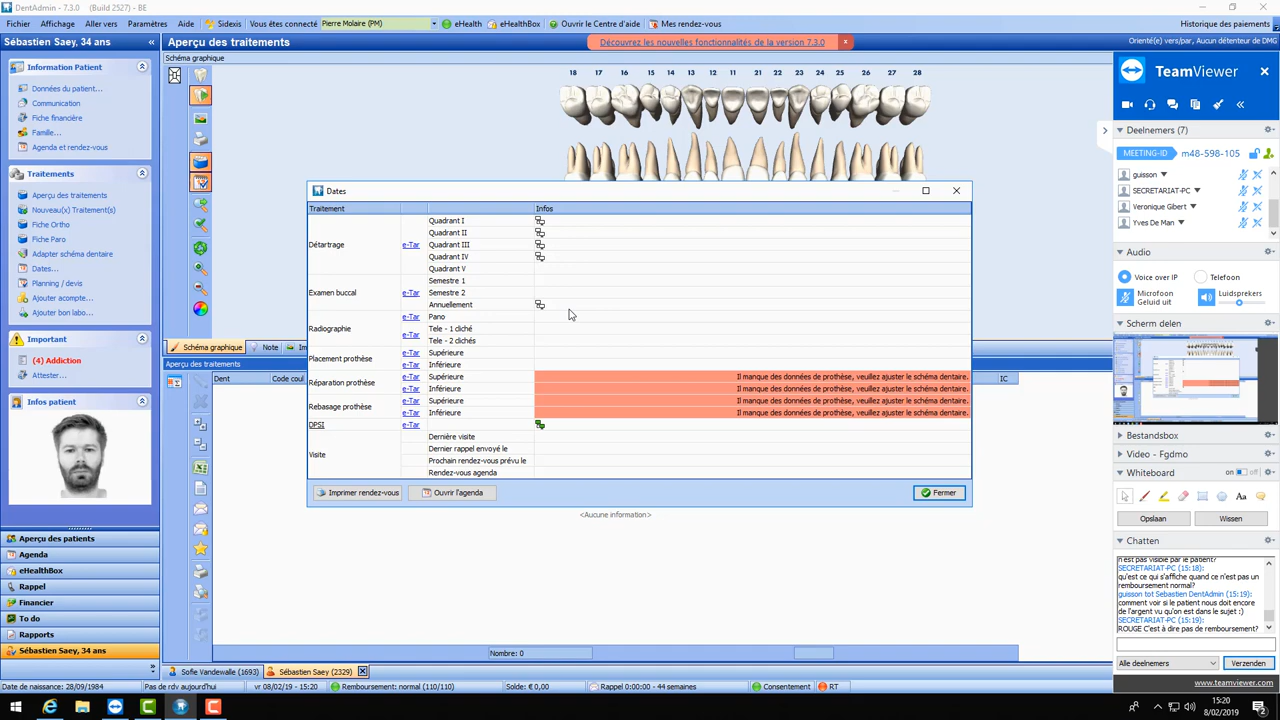 DentAdmin - 7.3.0 (Build 2527) - BE
Fichier Affichage Aller vers Paramètres Aide Sidexis Vous êtes connecté Pierre Molaire (PM) eHealth eHealthBox Ouvrir le Centre d'aide Mes rendez-vous Historique des paiements
Sébastien Saey, 34 ans «
Aperçu des traitements
Découvrez les nouvelles fonctionnalités de la version 7.3.0 x
Orienté(e) vers/par, Aucun détenteur de DMG
Schéma graphique
Information Patient
Données du patient...
Communication
Fiche financière
Famille...
Agenda et rendez-vous
Traitements
Aperçu des traitements
Nouveau(x) Traitement(s)
Fiche Ortho
Fiche Paro
Adapter schéma dentaire
Dates...
Planning / devis
Ajouter acompte...
Ajouter bon labo...
Important
(4) Addiction
Attester...
Infos patient
Aperçu des patients
Agenda
eHealthBox
Rappel
Financier
To do
Rapports
Sébastien Saey, 34 ans
18 17 16 15 14 13 12 11 21 22 23 24 25 26 27 28
Dates
Traitement Infos
Détartrage e-Tar
Quadrant I
Quadrant II
Quadrant III
Quadrant IV
Quadrant V
Examen buccal e-Tar
Semestre 1
Semestre 2
Annuellement
Radiographie
e-Tar Pano
e-Tar Tele - 1 cliché
Tele - 2 clichés
Placement prothèse
e-Tar Supérieure
e-Tar Inférieure
Réparation prothèse
e-Tar Supérieure Il manque des données de prothèse, veuillez ajuster le schéma dentaire.
e-Tar Inférieure Il manque des données de prothèse, veuillez ajuster le schéma dentaire.
Rebasage prothèse
e-Tar Supérieure Il manque des données de prothèse, veuillez ajuster le schéma dentaire.
e-Tar Inférieure Il manque des données de prothèse, veuillez ajuster le schéma dentaire.
DPSI e-Tar
Visite
Dernière visite
Dernier rappel envoyé le
Prochain rendez-vous prévu le
Rendez-vous agenda
Imprimer rendez-vous Ouvrir l'agenda Fermer
Schéma graphique Note
Aperçu des traitements
Dent Code coul IC
<Aucune information>
Nombre: 0
Sofie Vandewalle (1693) Sébastien Saey (2329)
Date de naissance: 28/09/1984 Pas de rdv aujourd'hui vr 08/02/19 - 15:20 Remboursement: normal (110/110) Solde: € 0,00 Rappel 0:00:00 - 44 semaines Consentement RT
TeamViewer
Deelnemers (7)
MEETING-ID m48-598-105
guisson
SECRETARIAT-PC
Veronique Gibert
Yves De Man
Audio
Voice over IP Telefoon
Microfoon Geluid uit Luidsprekers
Scherm delen
Bestandsbox
Video - Fgdmo
Whiteboard on off
Aa
Opslaan Wissen
Chatten
n'est pas visible par le patient?
SECRETARIAT-PC (15:18):
qu'est ce qui s'affiche quand ce n'est pas un
remboursement normal?
guisson tot Sebastien DentAdmin (15:19):
comment voir si le patient nous doit encore
de l'argent vu qu'on est dans le sujet :)
SECRETARIAT-PC (15:19):
ROUGE C'est à dire pas de remboursement?
Alle deelnemers Verzenden
www.teamviewer.com
15:20
8/02/2019
2